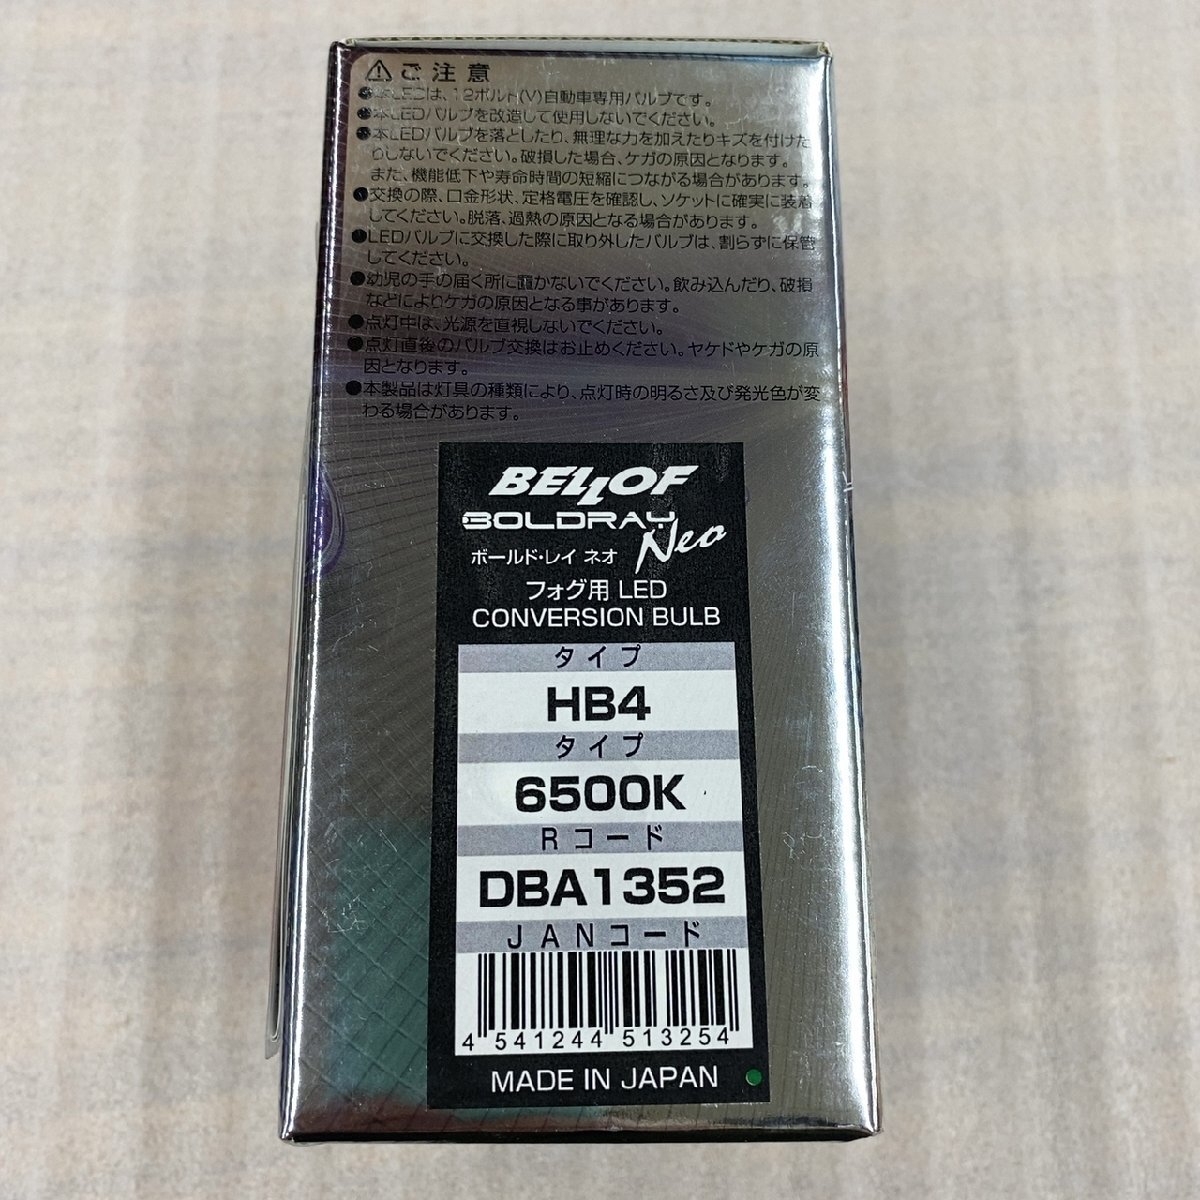 ご注意
●本LEDは、12ボルト(V)自動車専用バルブです。
●本LEDバルブを改造して使用しないでください。
●本LEDバルブを落としたり、無理な力を加えたりキズを付けた
りしないでください。破損した場合、ケガの原因となります。
また、機能低下や寿命時間の短縮につながる場合があります。
●交換の際、口金形状、定格電圧を確認し、ソケットに確実に装着
してください。脱落、過熱の原因となる場合があります。
●LEDバルブに交換した際に取り外したバルブは、割らずに保管
してください。
●幼児の手の届く所に置かないでください。飲み込んだり、破損
などによりケガの原因となる事があります。
●点灯中は、光源を直視しないでください。
●点灯直後のバルブ交換はお止めください。ヤケドやケガの原
因となります。
●本製品は灯具の種類により、点灯時の明るさ及び発光色が変
わる場合があります。
BELLOF
BOLDRAY Neo
ボールド・レイ ネオ
フォグ用 LED
CONVERSION BULB
タイプ
HB4
タイプ
6500K
Rコード
DBA1352
JANコード
4 541244 513254
MADE IN JAPAN